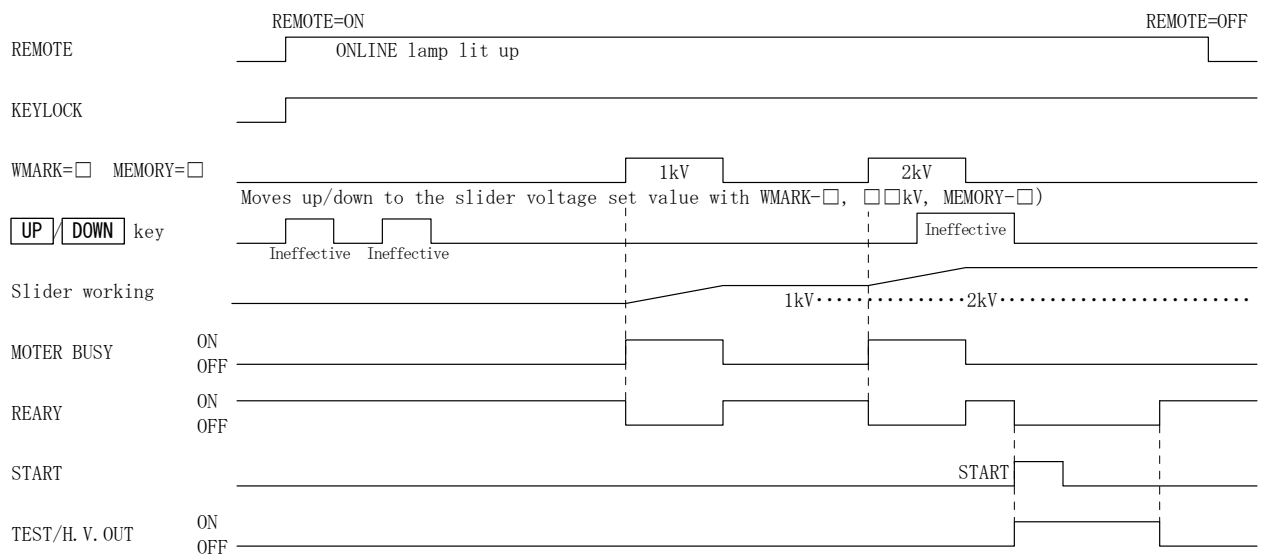 REMOTE=ON REMOTE=OFF
REMOTE ONLINE lamp lit up
KEYLOCK
WMARK=□ MEMORY=□ 1kV 2kV
Moves up/down to the slider voltage set value with WMARK-□, □□kV, MEMORY-□)
UP / DOWN key Ineffective
Ineffective Ineffective
Slider working 1kV･･････････････2kV･･････････････････････
MOTER BUSY ON
OFF
REARY ON
OFF
START START
TEST/H.V.OUT ON
OFF